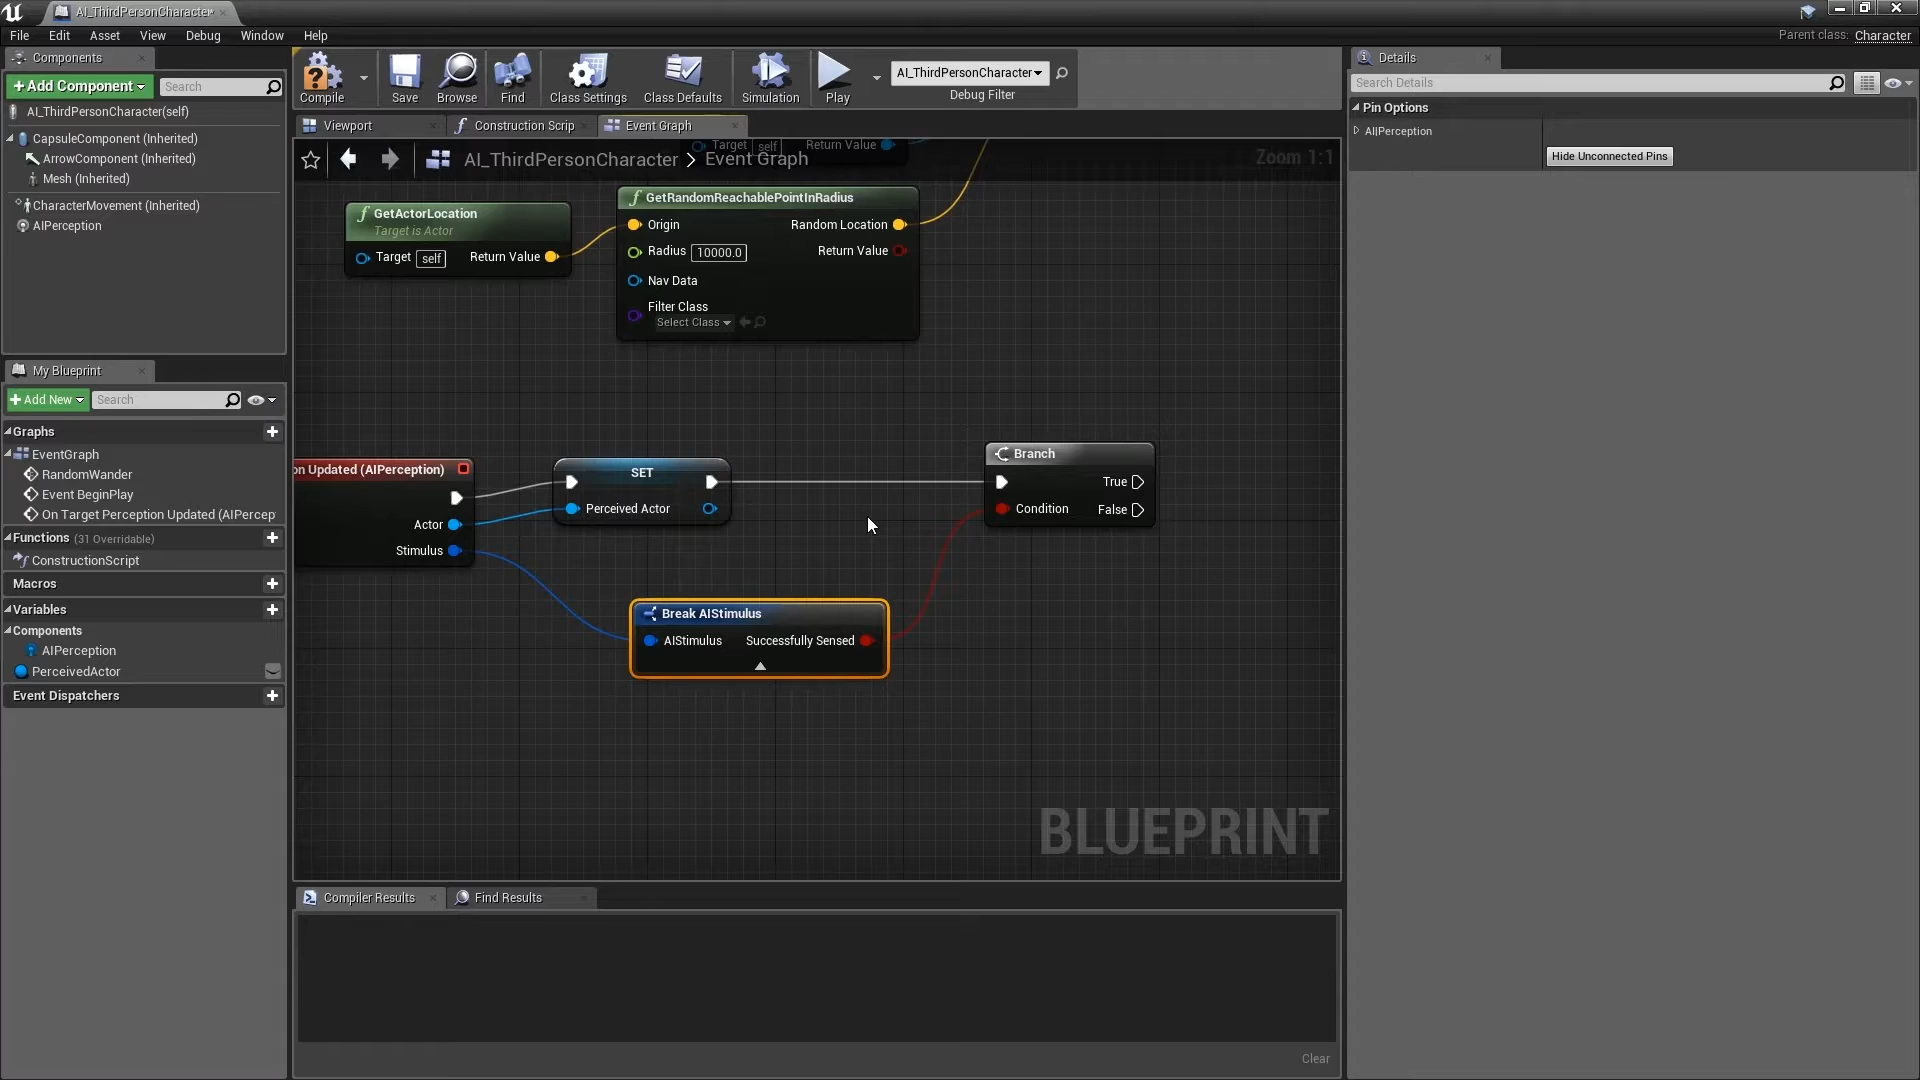 AI_ThirdPersonCharacter*
File Edit Asset View Debug Window Help
Parent class: Character
Components
+Add Component
Search
AI_ThirdPersonCharacter(self)
CapsuleComponent (Inherited)
ArrowComponent (Inherited)
Mesh (Inherited)
CharacterMovement (Inherited)
AIPerception
My Blueprint
+Add New
Search
Graphs
EventGraph
RandomWander
Event BeginPlay
On Target Perception Updated (AIPercep
Functions (31 Overridable)
ConstructionScript
Macros
Variables
Components
AIPerception
PerceivedActor
Event Dispatchers
Compile
Save
Browse
Find
Class Settings
Class Defaults
Simulation
Play
AI_ThirdPersonCharacter
Debug Filter
Viewport
Construction Scrip
Event Graph
AI_ThirdPersonCharacter > Event Graph
Zoom 1:1
Target self Return Value
GetActorLocation
Target is Actor
Target self Return Value
GetRandomReachablePointInRadius
Origin Random Location
Radius 10000.0 Return Value
Nav Data
Filter Class
Select Class
on Updated (AIPerception)
Actor
Stimulus
SET
Perceived Actor
Branch
True
Condition False
Break AIStimulus
AIStimulus Successfully Sensed
BLUEPRINT
Compiler Results
Find Results
Clear
Details
Search Details
Pin Options
AI|Perception
Hide Unconnected Pins